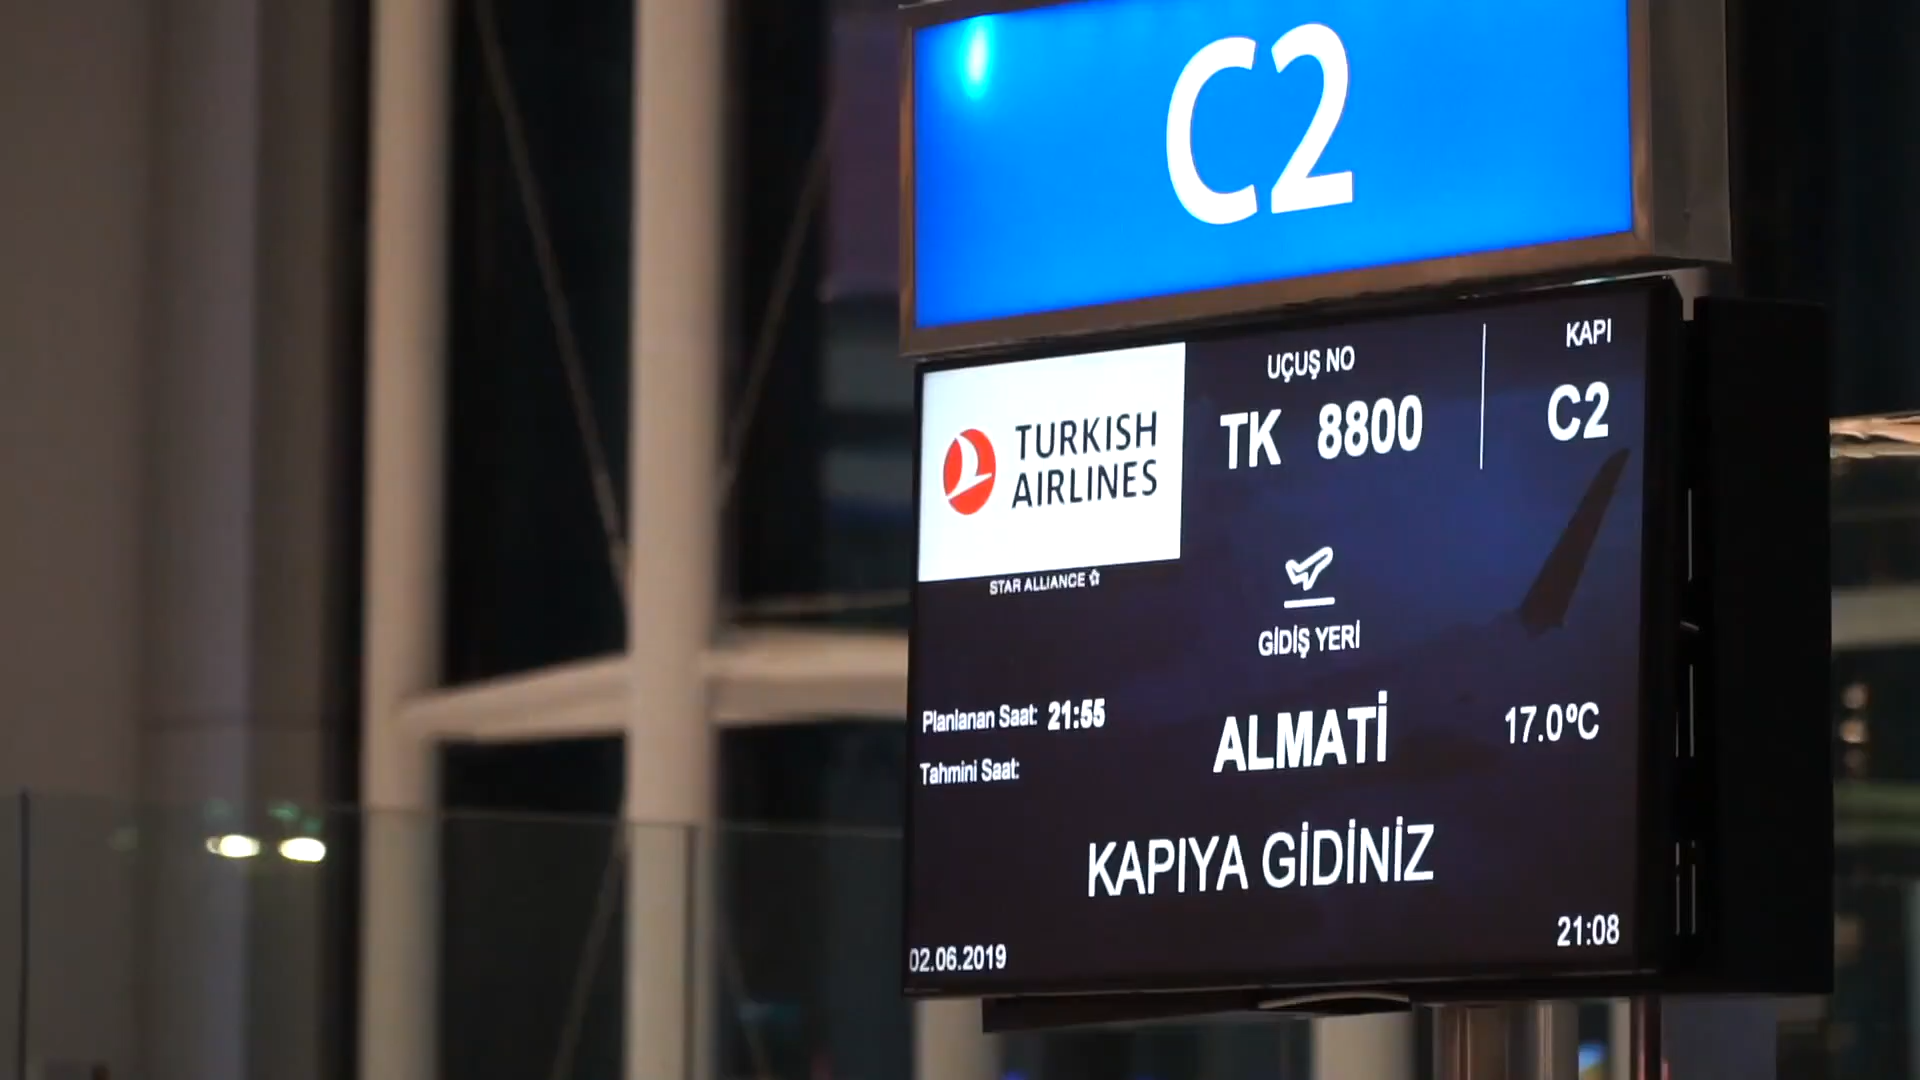 C2
TURKISH
AIRLINES
STAR ALLIANCE
UÇUŞ NO
TK 8800
KAPI
C2
GİDİŞ YERİ
Planlanan Saat: 21:55
Tahmini Saat:
ALMATİ
17.0ºC
KAPIYA GİDİNİZ
02.06.2019
21:08